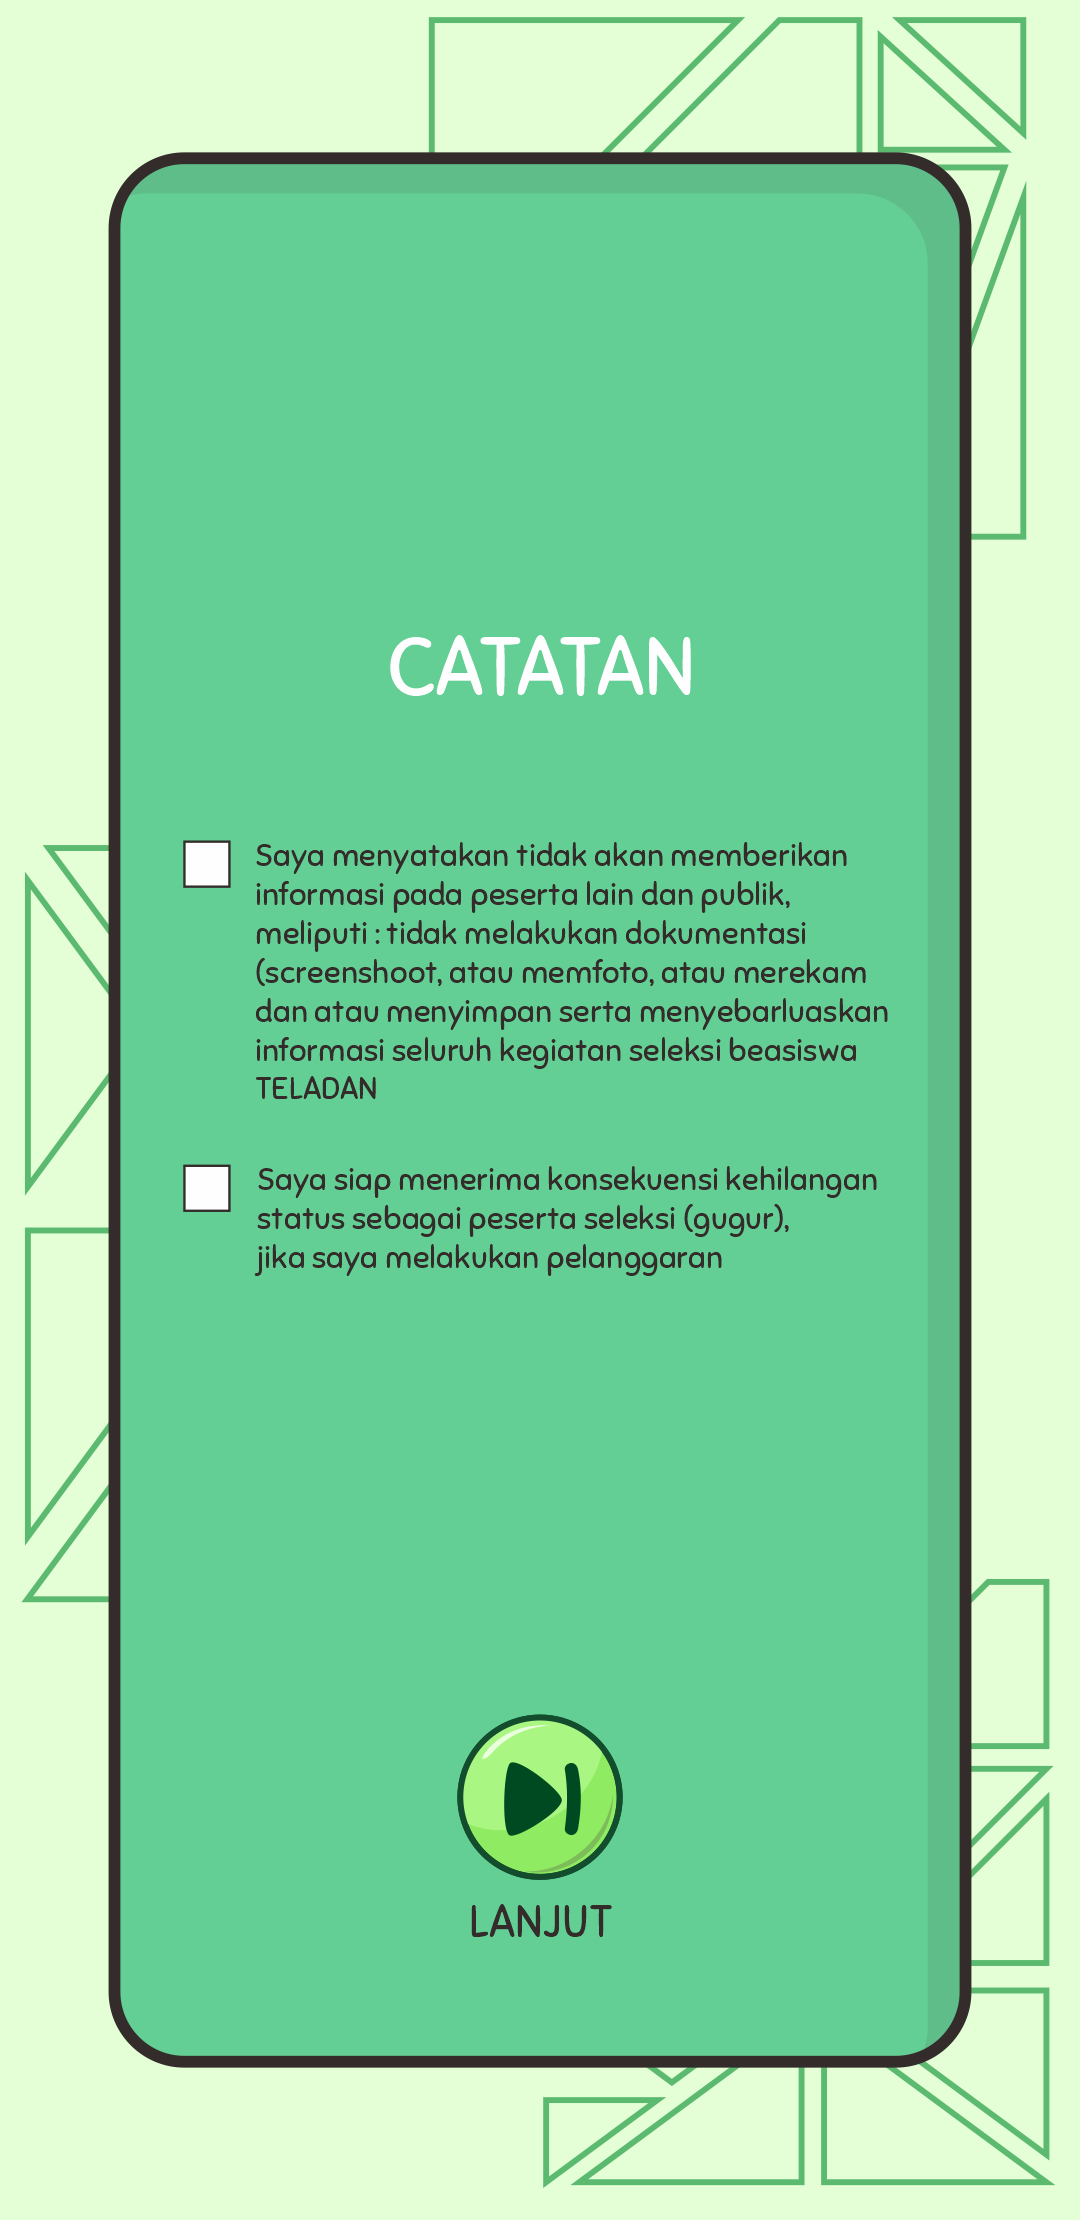 CATATAN
Saya menyatakan tidak akan memberikan
informasi pada peserta lain dan publik,
meliputi : tidak melakukan dokumentasi
(screenshoot, atau memfoto, atau merekam
dan atau menyimpan serta menyebarluaskan
informasi seluruh kegiatan seleksi beasiswa
TELADAN
Saya siap menerima konsekuensi kehilangan
status sebagai peserta seleksi (gugur),
jika saya melakukan pelanggaran
LANJUT